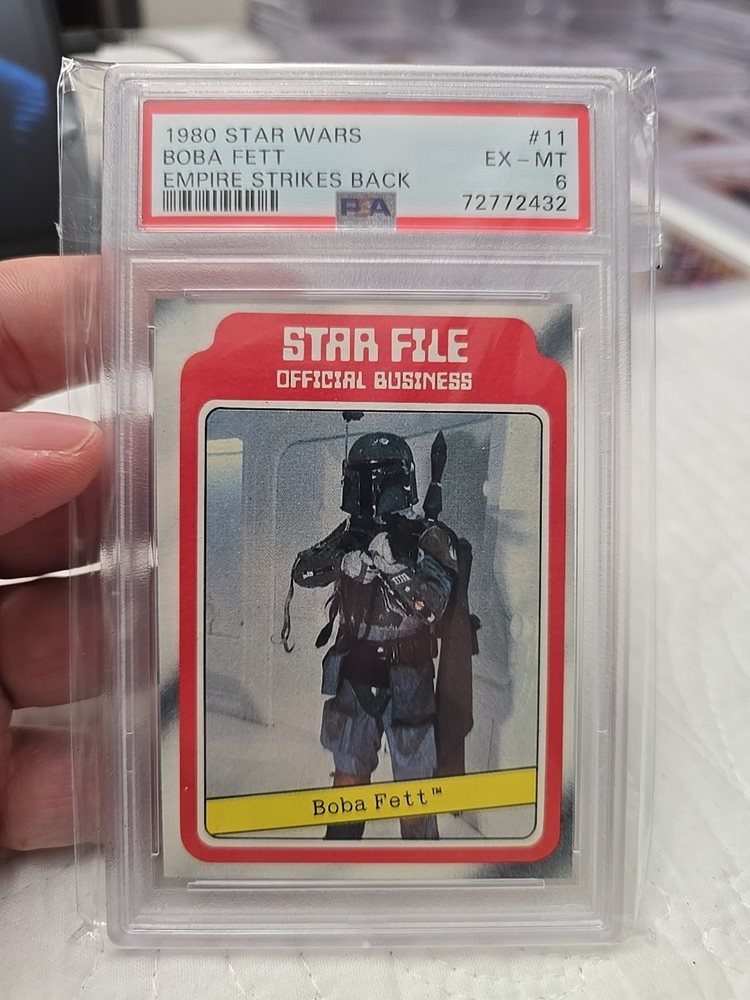 1980 STAR WARS #11
BOBA FETT EX - MT
EMPIRE STRIKES BACK 6
PSA 72772432
STAR FILE
OFFICIAL BUSINESS
Boba Fett™